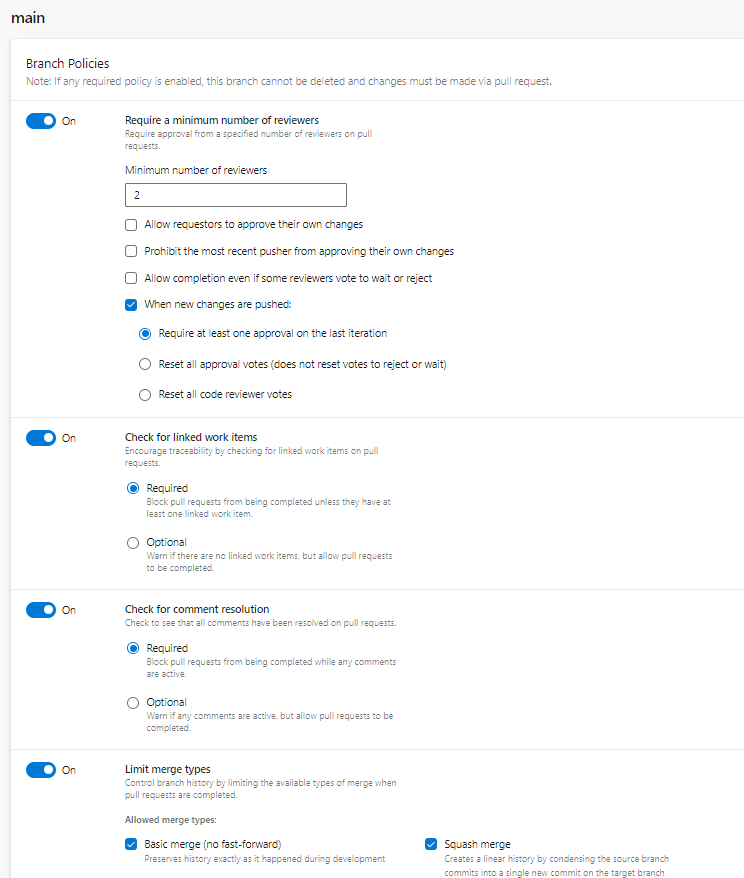 main
Branch Policies
Note: If any required policy is enabled, this branch cannot be deleted and changes must be made via pull request.
On
Require a minimum number of reviewers
Require approval from a specified number of reviewers on pull
requests.
Minimum number of reviewers
2
Allow requestors to approve their own changes
Prohibit the most recent pusher from approving their own changes
Allow completion even if some reviewers vote to wait or reject
When new changes are pushed:
Require at least one approval on the last iteration
Reset all approval votes (does not reset votes to reject or wait)
Reset all code reviewer votes
On
Check for linked work items
Encourage traceability by checking for linked work items on pull
requests.
Required
Block pull requests from being completed unless they have at
least one linked work item.
Optional
Warn if there are no linked work items, but allow pull requests
to be completed.
On
Check for comment resolution
Check to see that all comments have been resolved on pull requests.
Required
Block pull requests from being completed while any comments
are active.
Optional
Warn if any comments are active, but allow pull requests to be
completed.
On
Limit merge types
Control branch history by limiting the available types of merge when
pull requests are completed.
Allowed merge types:
Basic merge (no fast-forward)
Preserves history exactly as it happened during development
Squash merge
Creates a linear history by condensing the source branch
commits into a single new commit on the target branch